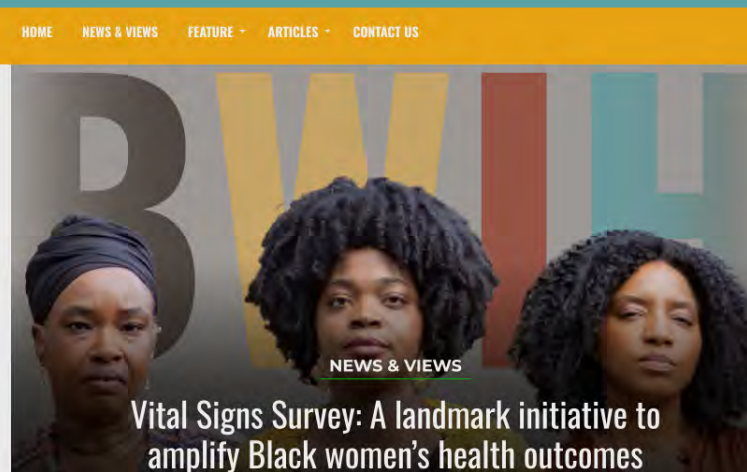 HOME NEWS & VIEWS FEATURE ARTICLES CONTACT US
BWIH
NEWS & VIEWS
Vital Signs Survey: A landmark initiative to
amplify Black women’s health outcomes